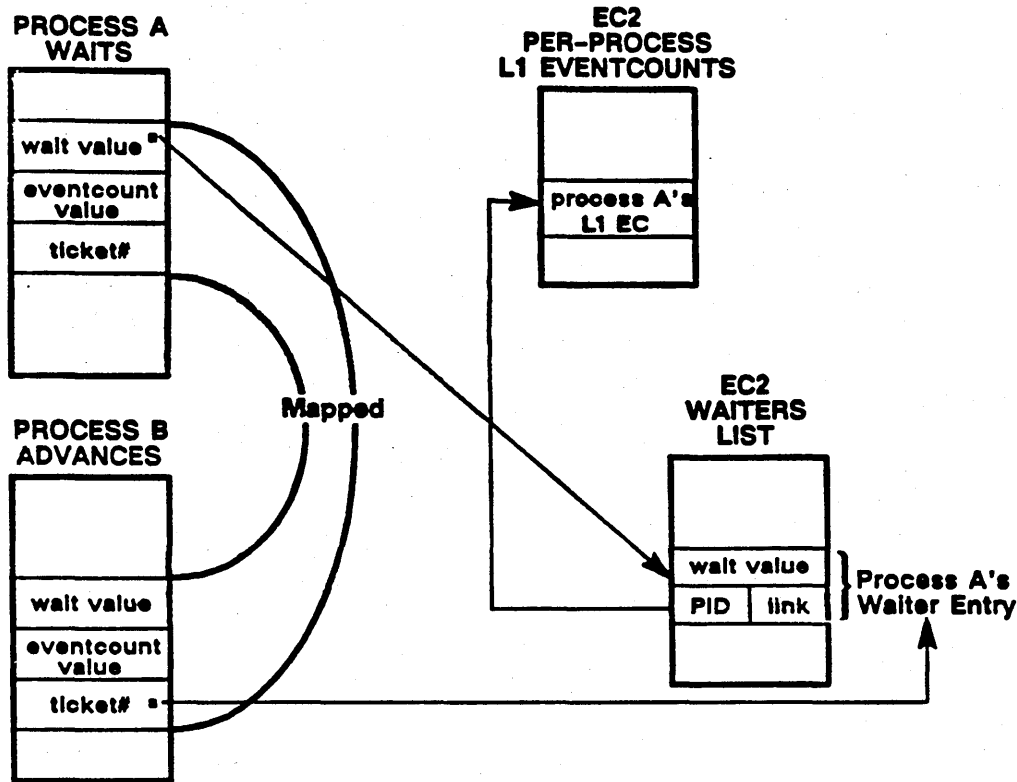 PROCESS A
WAITS
wait value
eventcount
value
ticket#
EC2
PER-PROCESS
L1 EVENTCOUNTS
process A's
L1 EC
Mapped
PROCESS B
ADVANCES
wait value
eventcount
value
ticket#
EC2
WAITERS
LIST
wait value
PID link
Process A's
Waiter Entry